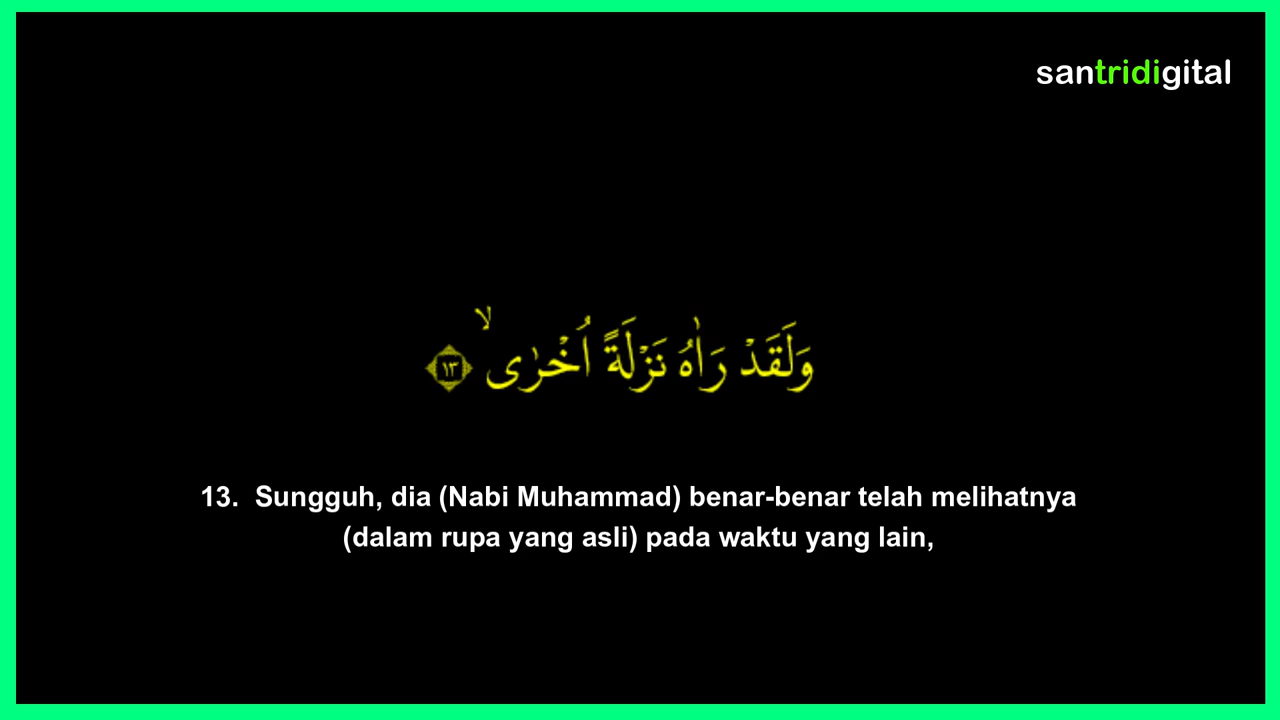 santridigital
وَلَقَدْ رَاٰهُ نَزْلَةً اُخْرٰىۙ ١٣
13. Sungguh, dia (Nabi Muhammad) benar-benar telah melihatnya
(dalam rupa yang asli) pada waktu yang lain,